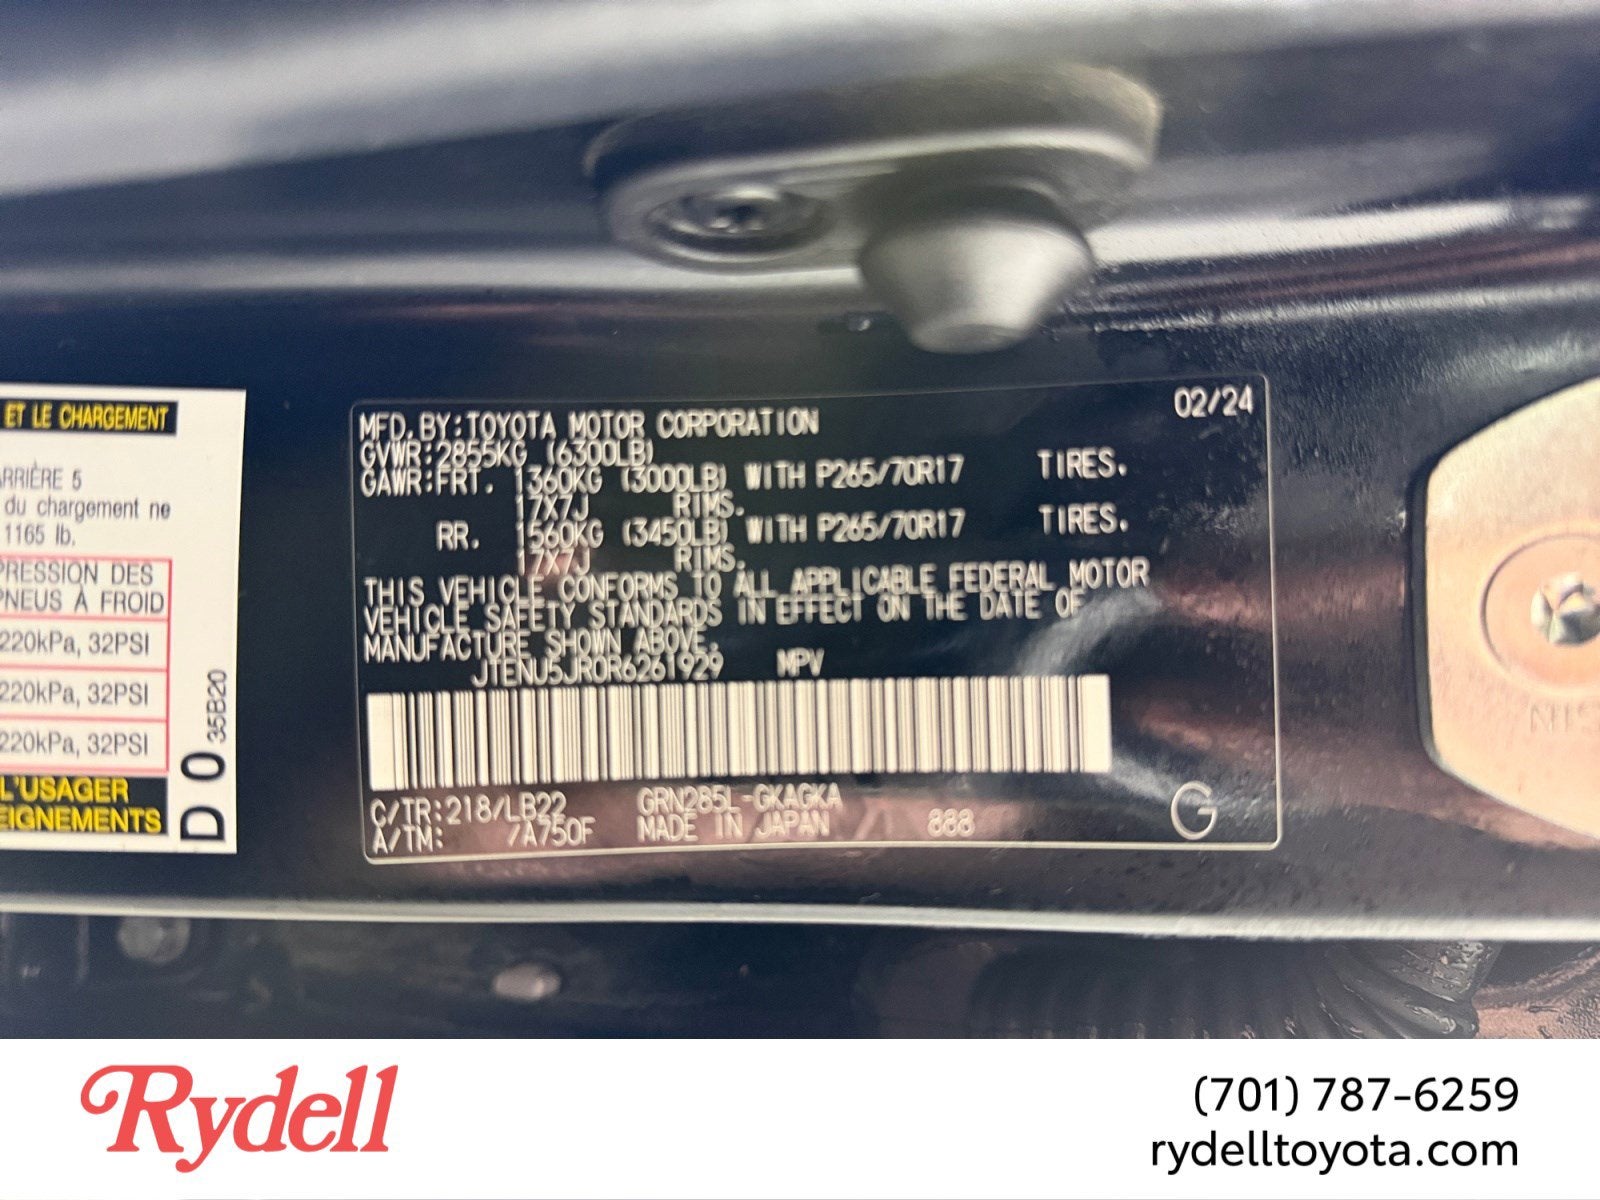 ET LE CHARGEMENT
ARRIÈRE 5
du chargement ne
1165 lb.
PRESSION DES
PNEUS À FROID
220kPa, 32PSI
220kPa, 32PSI
220kPa, 32PSI
L'USAGER
EIGNEMENTS
D 0 35B20
MFD. BY: TOYOTA MOTOR CORPORATION 02/24
GVWR: 2855KG (6300LB)
GAWR: FRT. 1360KG (3000LB) WITH P265/70R17 TIRES.
17X7J RIMS.
RR. 1560KG (3450LB) WITH P265/70R17 TIRES.
17X7J RIMS.
THIS VEHICLE CONFORMS TO ALL APPLICABLE FEDERAL MOTOR
VEHICLE SAFETY STANDARDS IN EFFECT ON THE DATE OF
MANUFACTURE SHOWN ABOVE.
JTENU5JR0R6261929 MPV
C/TR: 218/LB22 GRN285L-GKAGKA
A/TM: /A750F MADE IN JAPAN 888 G
Rydell
(701) 787-6259
rydelltoyota.com